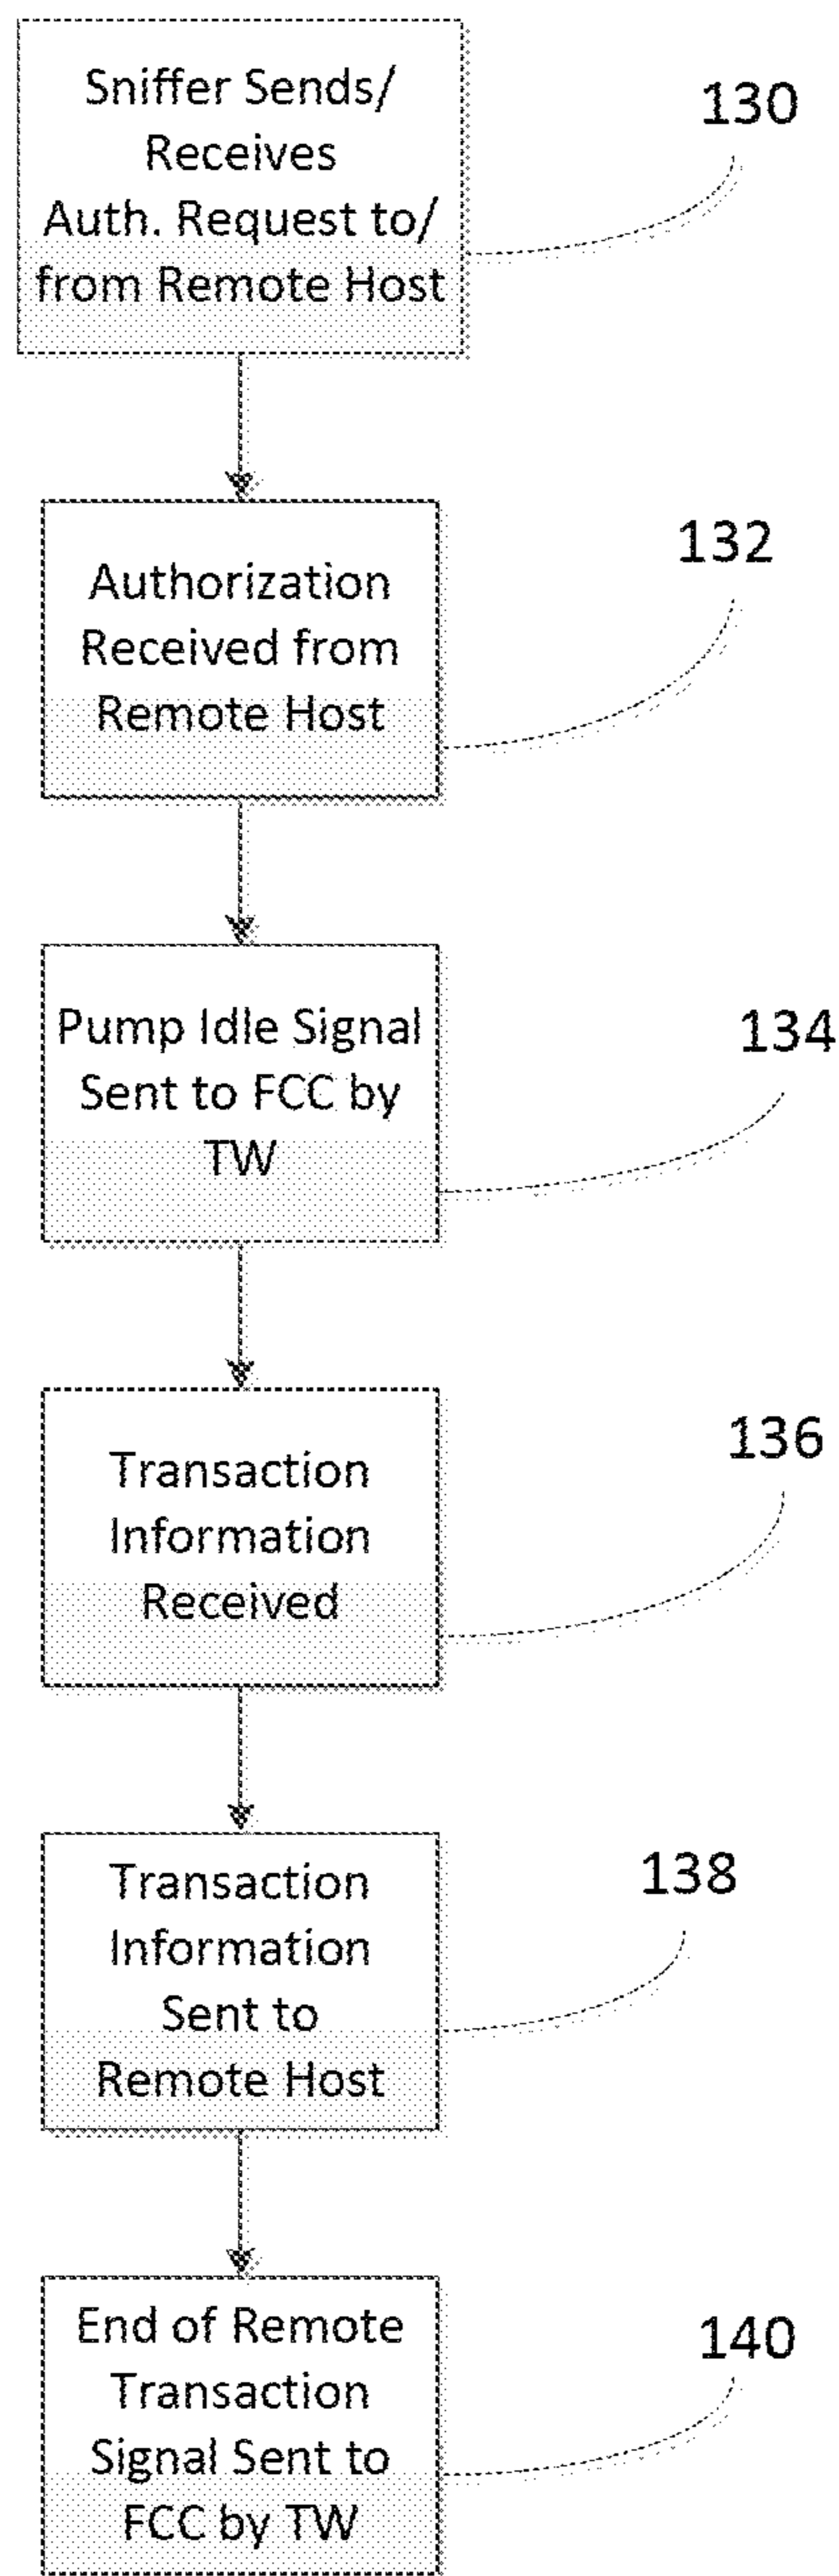 Sniffer Sends/
Receives
Auth. Request to/
from Remote Host
130
Authorization
Received from
Remote Host
132
Pump Idle Signal
Sent to FCC by
TW
134
Transaction
Information
Received
136
Transaction
Information
Sent to
Remote Host
138
End of Remote
Transaction
Signal Sent to
FCC by TW
140